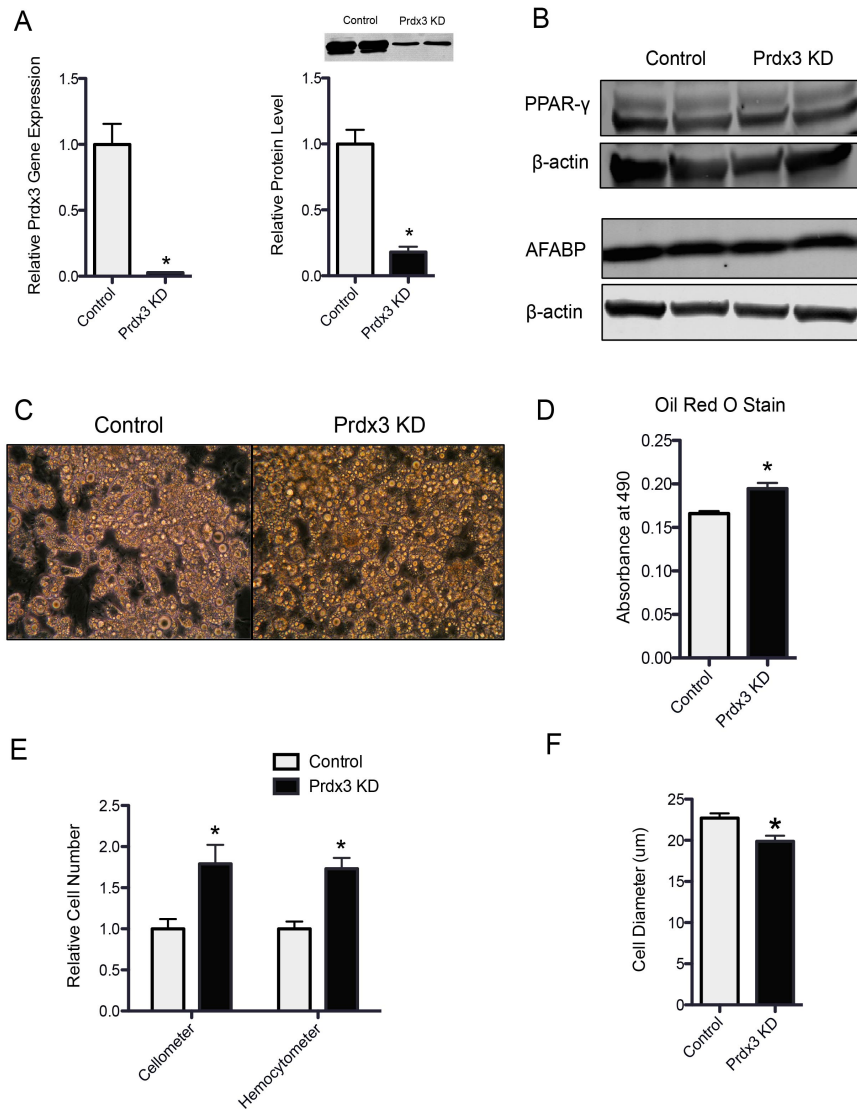 A
Control Prdx3 KD
Relative Prdx3 Gene Expression
1.5
1.0
0.5
0.0
*
Control
Prdx3 KD
Relative Protein Level
1.5
1.0
0.5
0.0
*
Control
Prdx3 KD
B
Control Prdx3 KD
PPAR-γ
β-actin
AFABP
β-actin
C
Control Prdx3 KD
D
Oil Red O Stain
Absorbance at 490
0.25
0.20
0.15
0.10
0.05
0.00
*
Control
Prdx3 KD
E
Control
Prdx3 KD
Relative Cell Number
2.5
2.0
1.5
1.0
0.5
0.0
*
*
Cellometer
Hemocytometer
F
Cell Diameter (um)
25
20
15
10
5
0
*
Control
Prdx3 KD